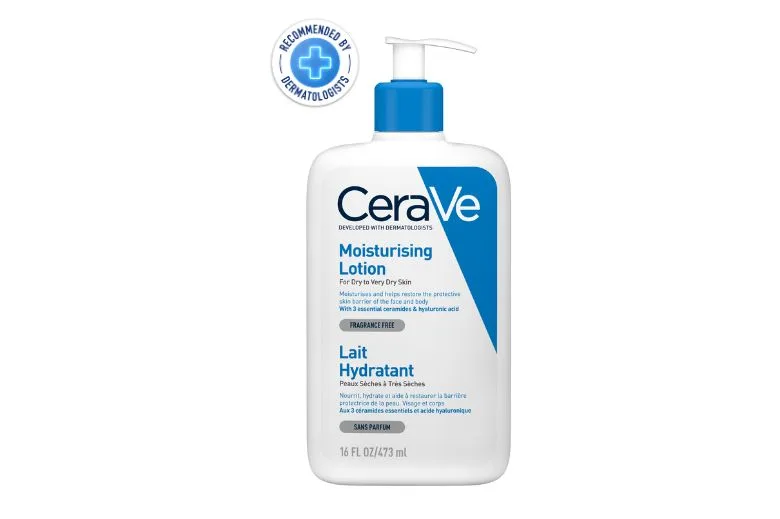 RECOMMENDED BY
DERMATOLOGISTS
CeraVe
DEVELOPED WITH DERMATOLOGISTS
Moisturising
Lotion
For Dry to Very Dry Skin
Moisturises and helps restore the protective
skin barrier of the face and body
With 3 essential ceramides & hyaluronic acid
FRAGRANCE FREE
Lait
Hydratant
Peaux Sèches à Très Sèches
Nourrit, hydrate et aide à restaurer la barrière
protectrice de la peau. Visage et corps
Aux 3 céramides essentiels et acide hyaluronique
SANS PARFUM
16 FL OZ/473 ml